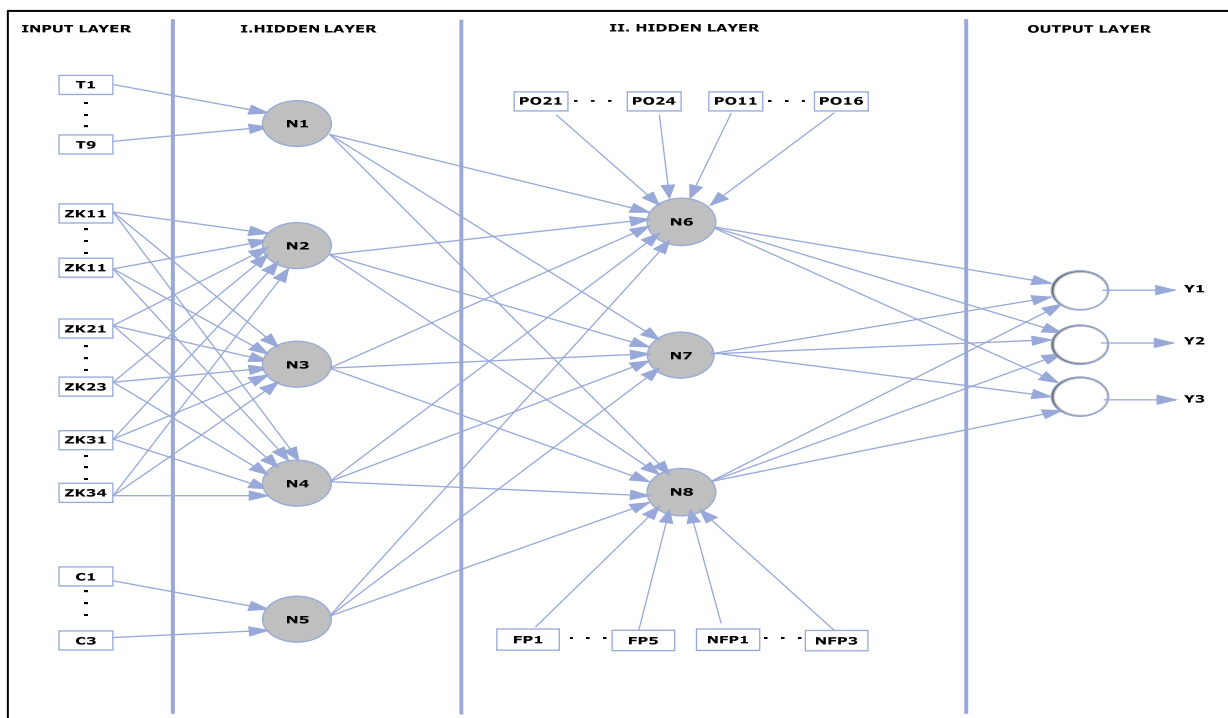 INPUT LAYER
I.HIDDEN LAYER
II. HIDDEN LAYER
OUTPUT LAYER
T1
T9
ZK11
ZK11
ZK21
ZK23
ZK31
ZK34
C1
C3
N1
N2
N3
N4
N5
PO21 - - - PO24
PO11 - - - PO16
N6
N7
N8
FP1 - - - FP5
NFP1 - - - NFP3
Y1
Y2
Y3